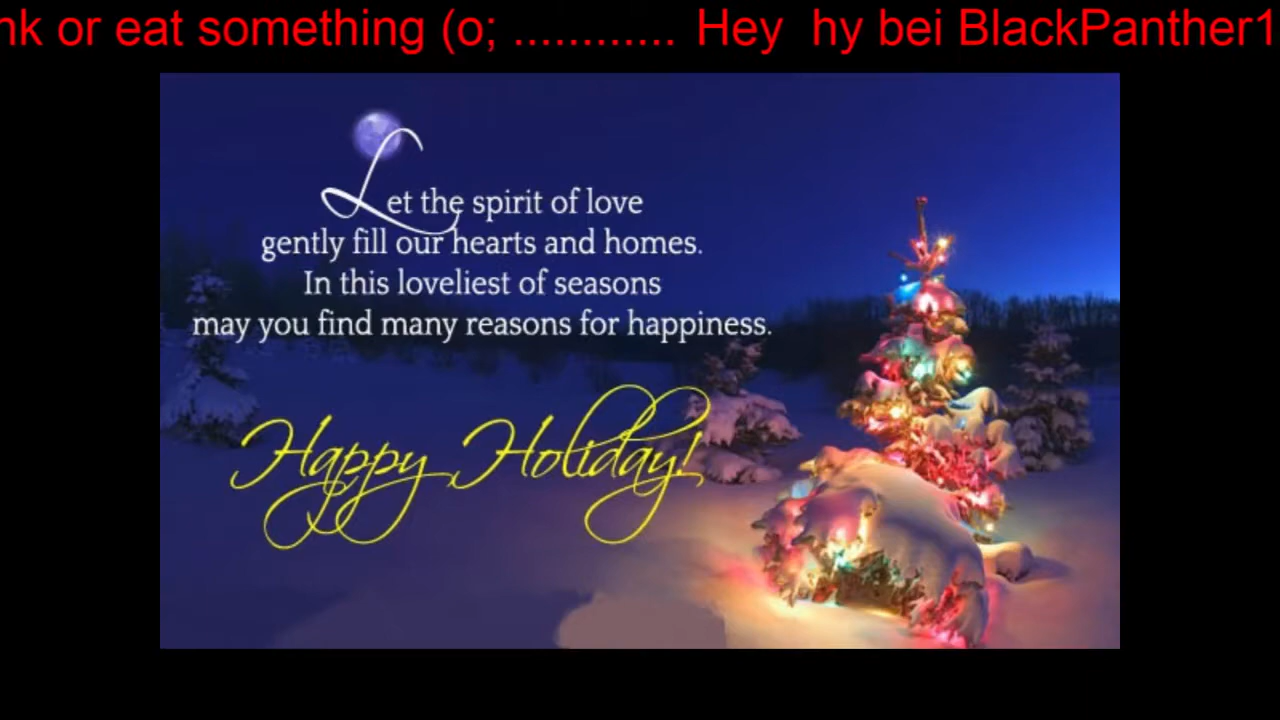 nk or eat something (o; ............ Hey  hy bei BlackPanther1
Let the spirit of love
gently fill our hearts and homes.
In this loveliest of seasons
may you find many reasons for happiness.
Happy Holiday!